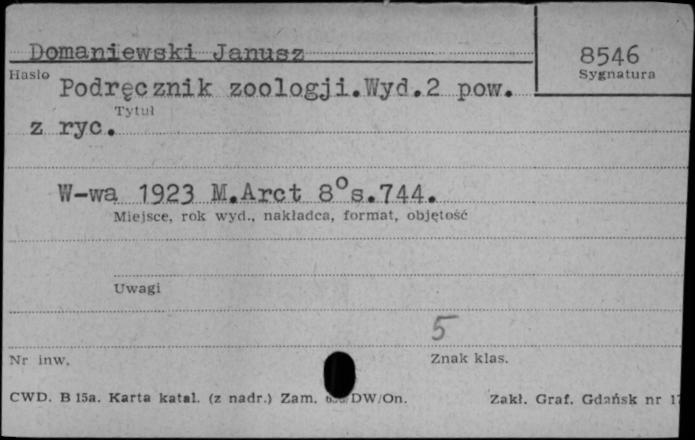 Domaniewski Janusz
8546
Hasło
Sygnatura
Podręcznik zoologji.Wyd.2 pow.
Tytuł
z ryc.
W-wa 1923 M.Arct 8° s.744.
Miejsce, rok wyd., nakładca, format, objętość
Uwagi
5
Nr inw.
Znak klas.
CWD. B 15a. Karta katal. (z nadr.) Zam. DW/On.
Zakł. Graf. Gdańsk nr